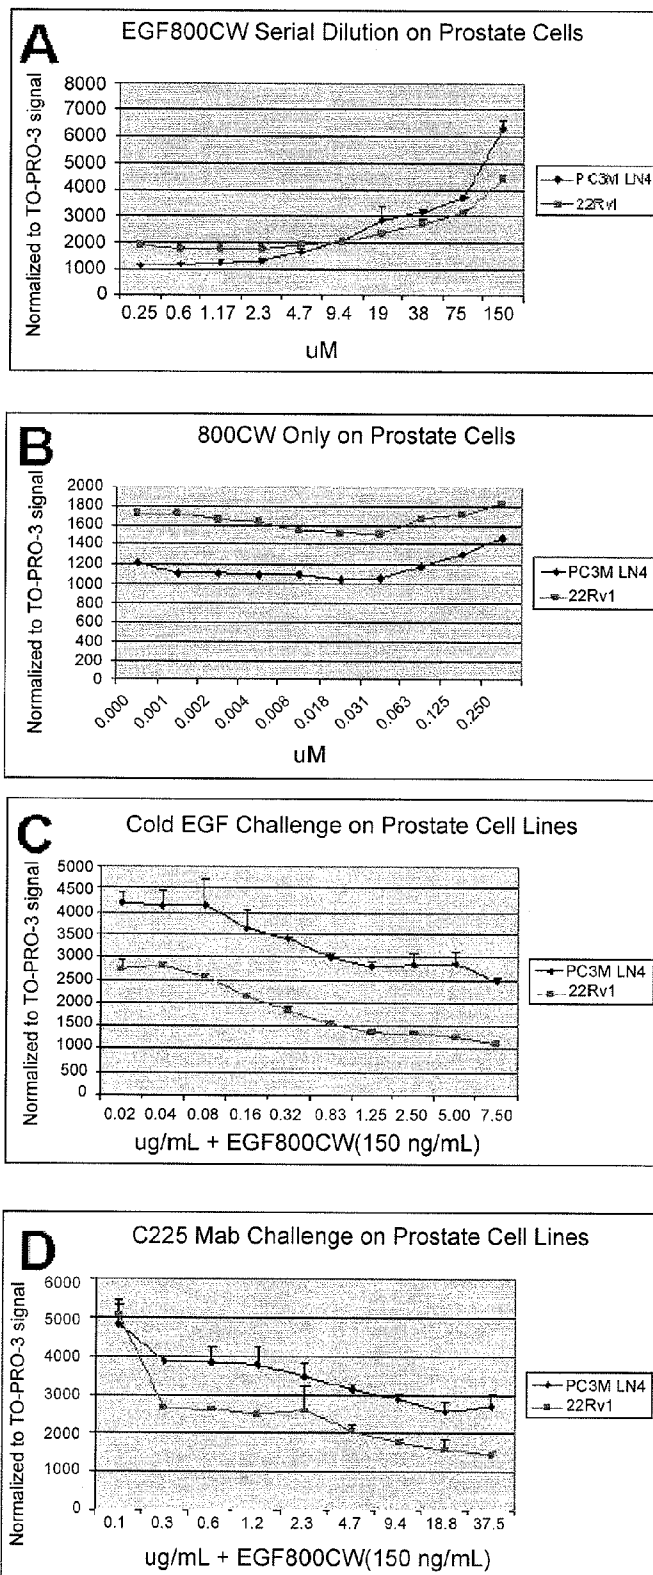 A
EGF800CW Serial Dilution on Prostate Cells
Normalized to TO-PRO-3 signal
8000
7000
6000
5000
4000
3000
2000
1000
0
0.25 0.6 1.17 2.3 4.7 9.4 19 38 75 150
uM
PC3M LN4
22Rv1
B
800CW Only on Prostate Cells
Normalized to TO-PRO-3 signal
2000
1800
1600
1400
1200
1000
800
600
400
200
0
0.000 0.001 0.002 0.004 0.008 0.018 0.031 0.063 0.125 0.250
uM
PC3M LN4
22Rv1
C
Cold EGF Challenge on Prostate Cell Lines
Normalized to TO-PRO-3 signal
5000
4500
4000
3500
3000
2500
2000
1500
1000
500
0
0.02 0.04 0.08 0.16 0.32 0.83 1.25 2.50 5.00 7.50
ug/mL + EGF800CW(150 ng/mL)
PC3M LN4
22Rv1
D
C225 Mab Challenge on Prostate Cell Lines
Normalized to TO-PRO-3 signal
6000
5000
4000
3000
2000
1000
0
0.1 0.3 0.6 1.2 2.3 4.7 9.4 18.8 37.5
ug/mL + EGF800CW(150 ng/mL)
PC3M LN4
22Rv1